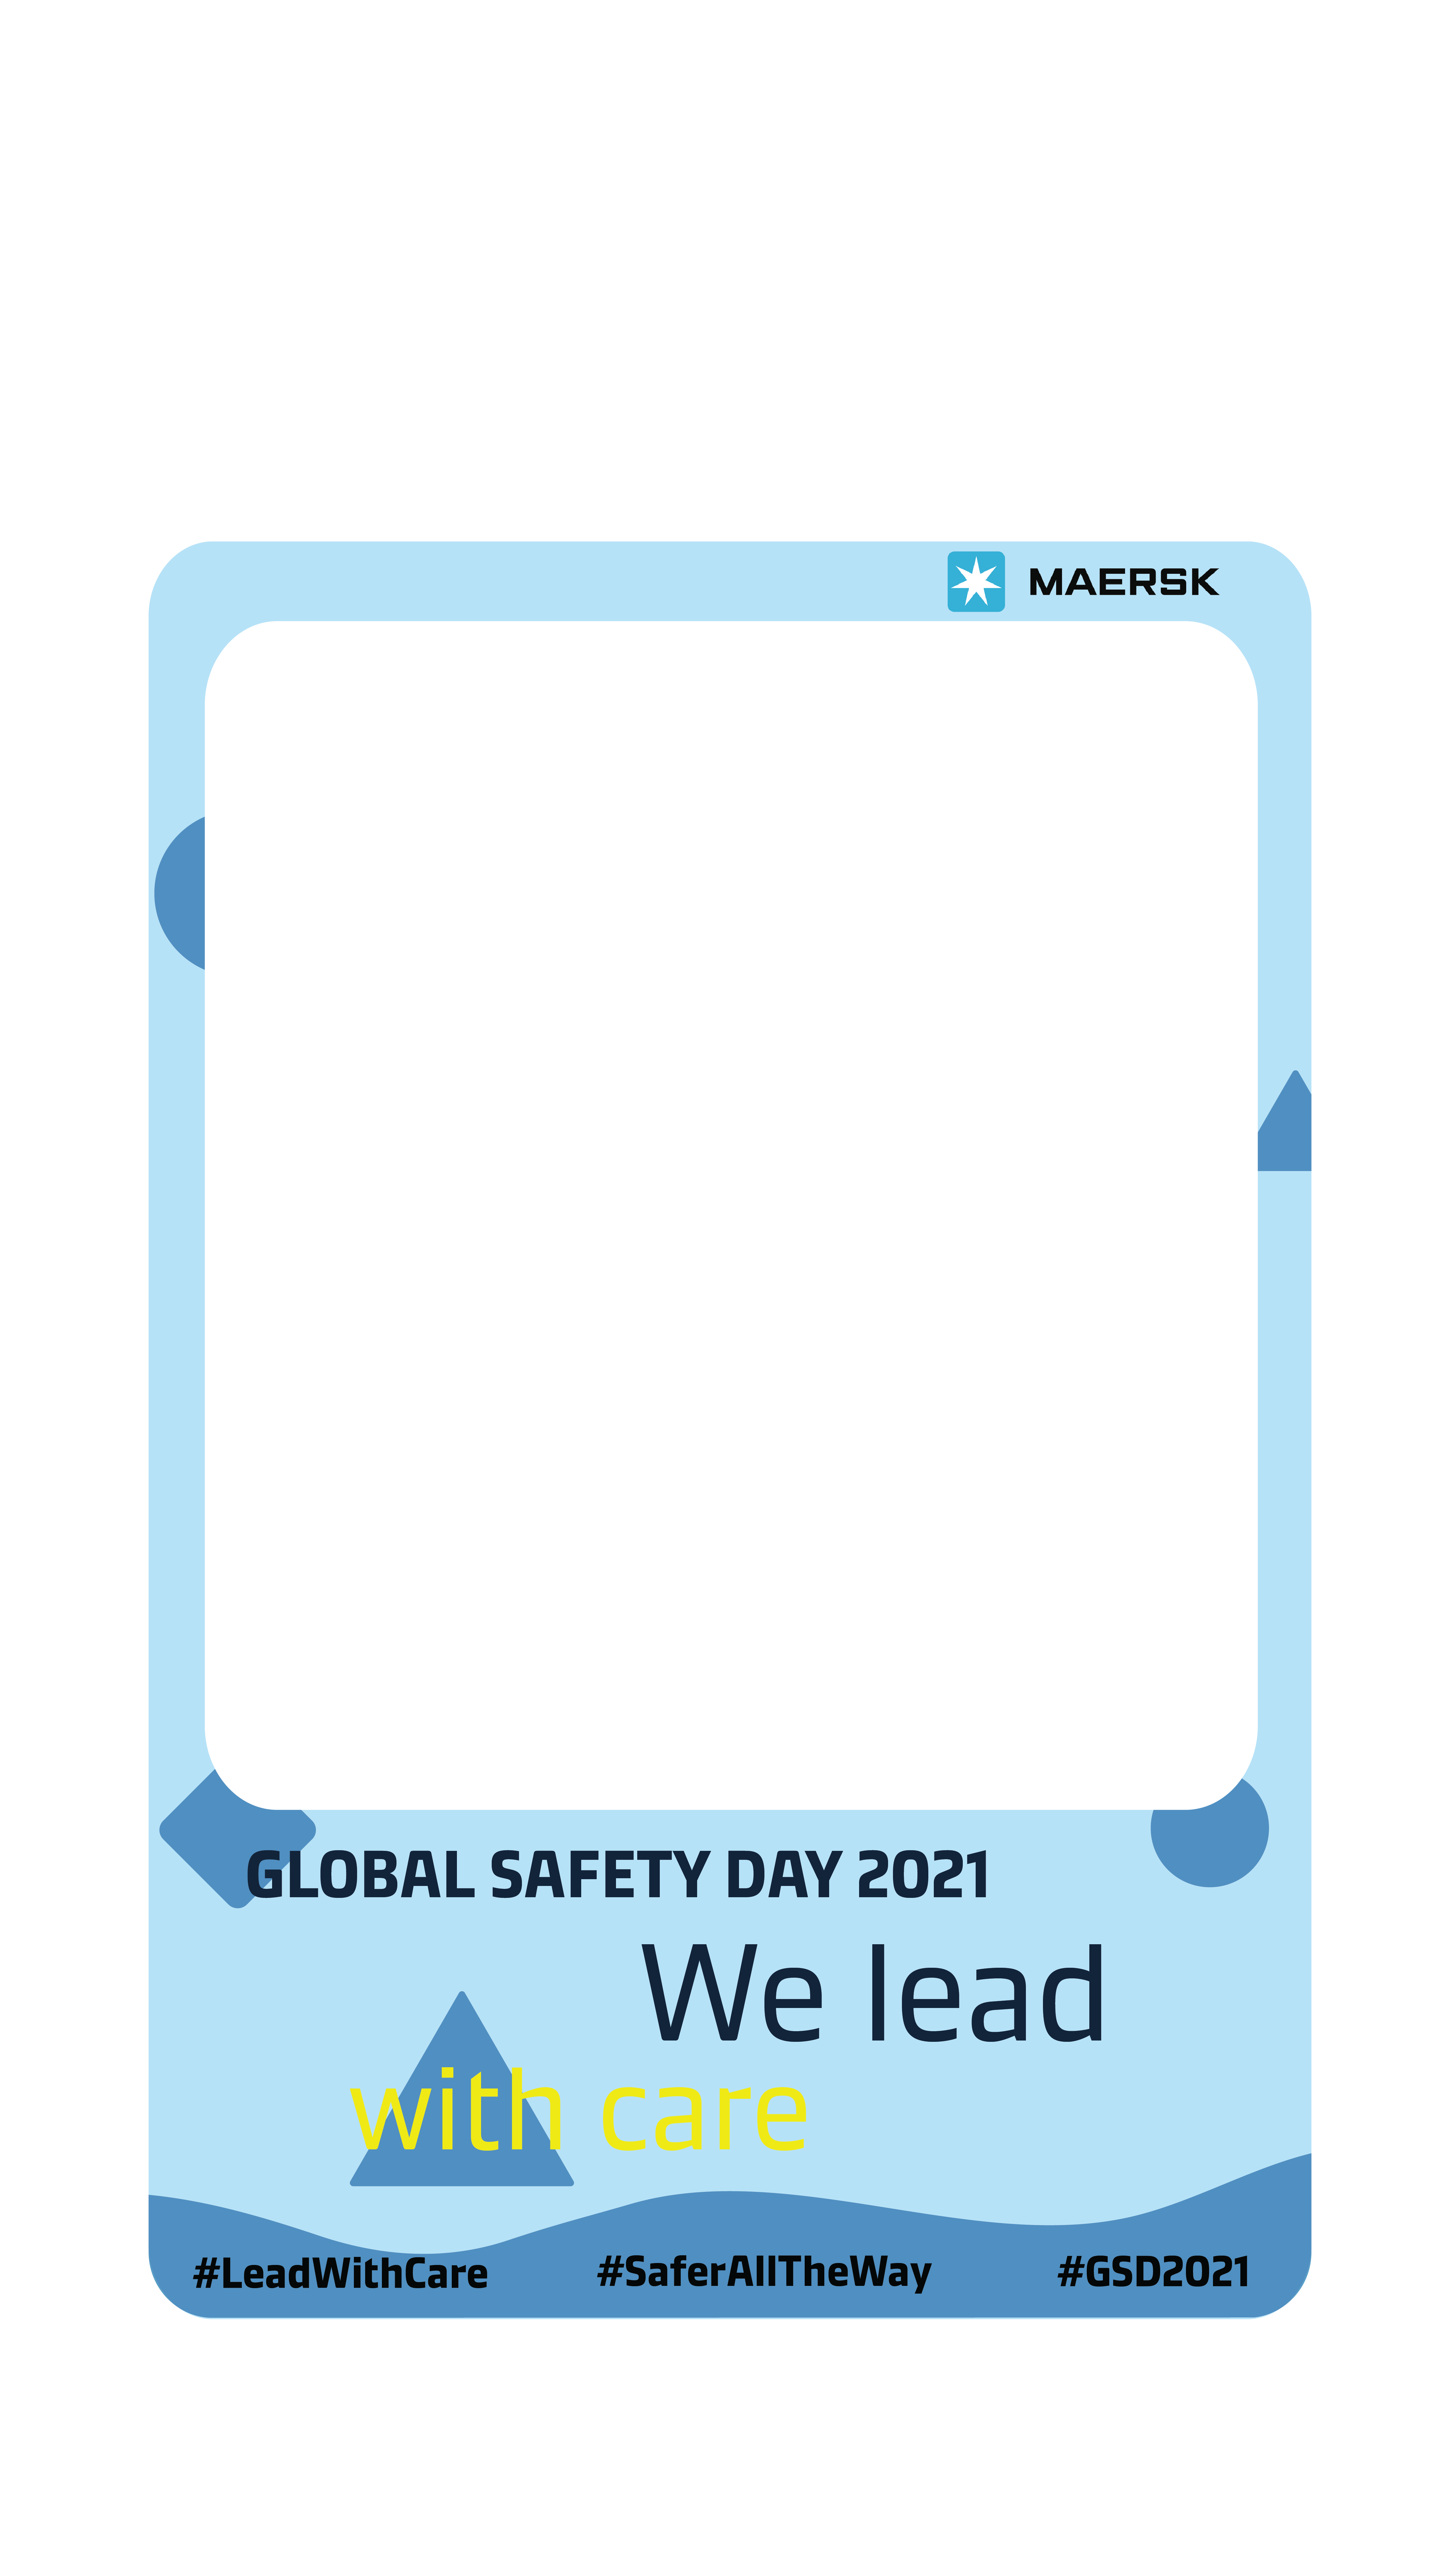 MAERSK
GLOBAL SAFETY DAY 2021
We lead
with care
#LeadWithCare #SaferAllTheWay #GSD2021